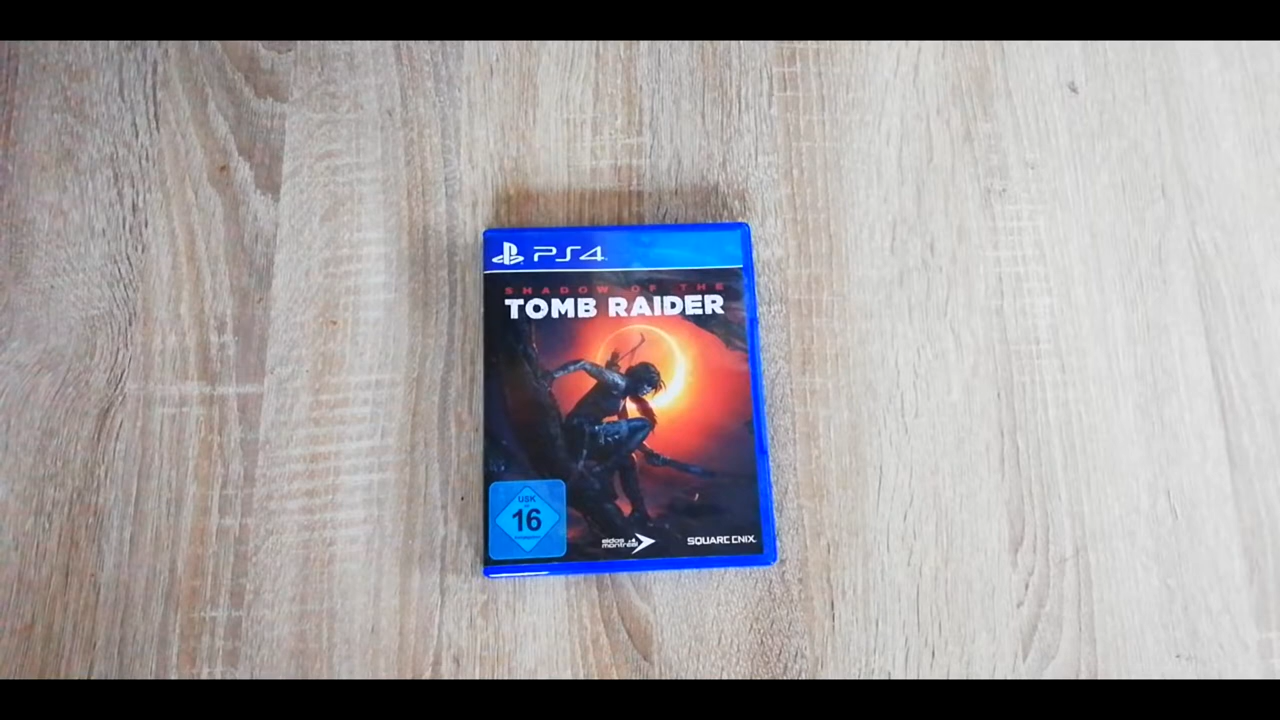 PS4
SHADOW OF THE
TOMB RAIDER
USK
16
eidos
montréal
SQUARE ENIX